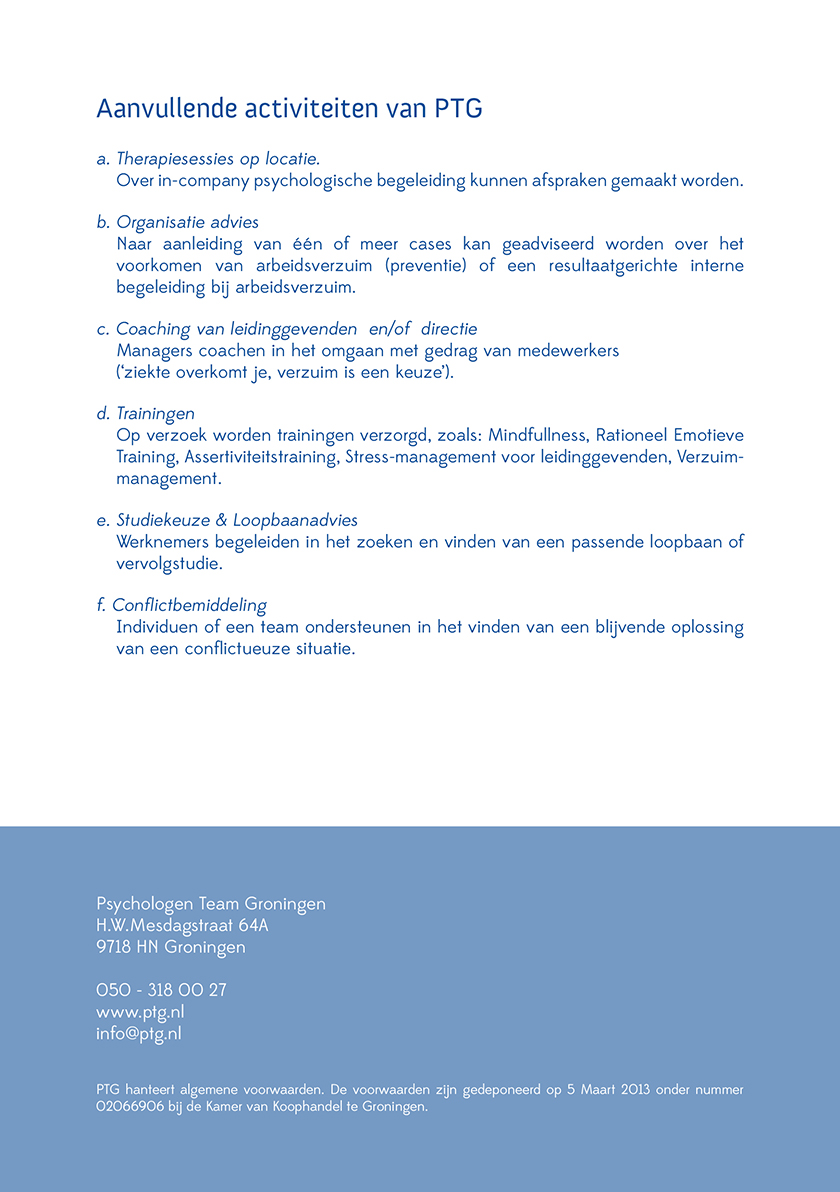 Aanvullende activiteiten van PTG
a. Therapiesessies op locatie.
Over in-company psychologische begeleiding kunnen afspraken gemaakt worden.
b. Organisatie advies
Naar aanleiding van één of meer cases kan geadviseerd worden over het
voorkomen van arbeidsverzuim (preventie) of een resultaatgerichte interne
begeleiding bij arbeidsverzuim.
c. Coaching van leidinggevenden en/of directie
Managers coachen in het omgaan met gedrag van medewerkers
(‘ziekte overkomt je, verzuim is een keuze’).
d. Trainingen
Op verzoek worden trainingen verzorgd, zoals: Mindfullness, Rationeel Emotieve
Training, Assertiviteitstraining, Stress-management voor leidinggevenden, Verzuim-
management.
e. Studiekeuze & Loopbaanadvies
Werknemers begeleiden in het zoeken en vinden van een passende loopbaan of
vervolgstudie.
f. Conflictbemiddeling
Individuen of een team ondersteunen in het vinden van een blijvende oplossing
van een conflictueuze situatie.
Psychologen Team Groningen
H.W.Mesdagstraat 64A
9718 HN Groningen
050 - 318 00 27
www.ptg.nl
info@ptg.nl
PTG hanteert algemene voorwaarden. De voorwaarden zijn gedeponeerd op 5 Maart 2013 onder nummer
02066906 bij de Kamer van Koophandel te Groningen.